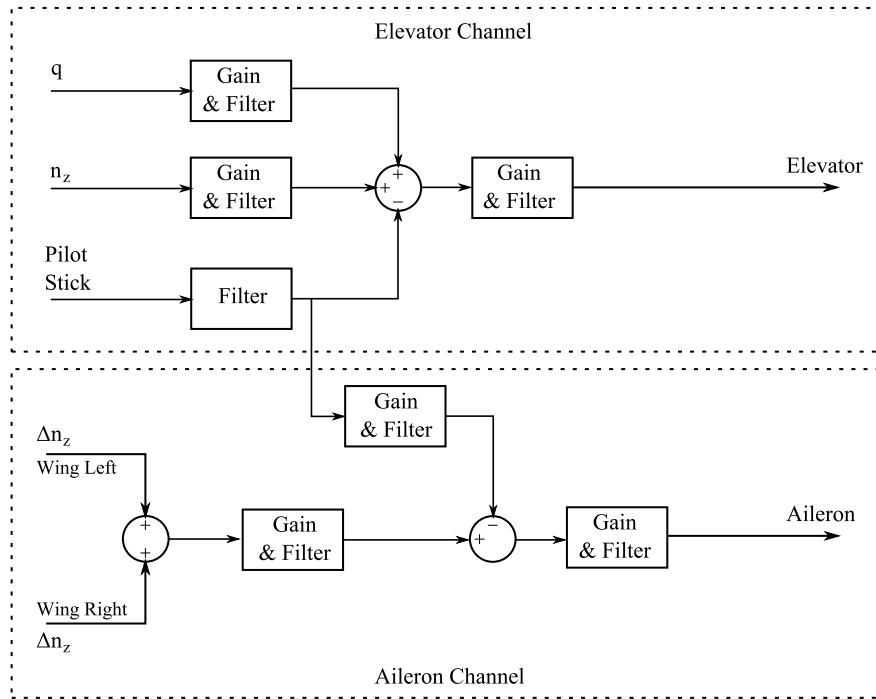 Elevator Channel
q
Gain
& Filter
+
n_z
Gain
& Filter
+
−
Gain
& Filter
Elevator
Pilot
Stick
Filter
Gain
& Filter
Δn_z
Wing Left
+
+
Gain
& Filter
−
+
Gain
& Filter
Aileron
Wing Right
Δn_z
Aileron Channel